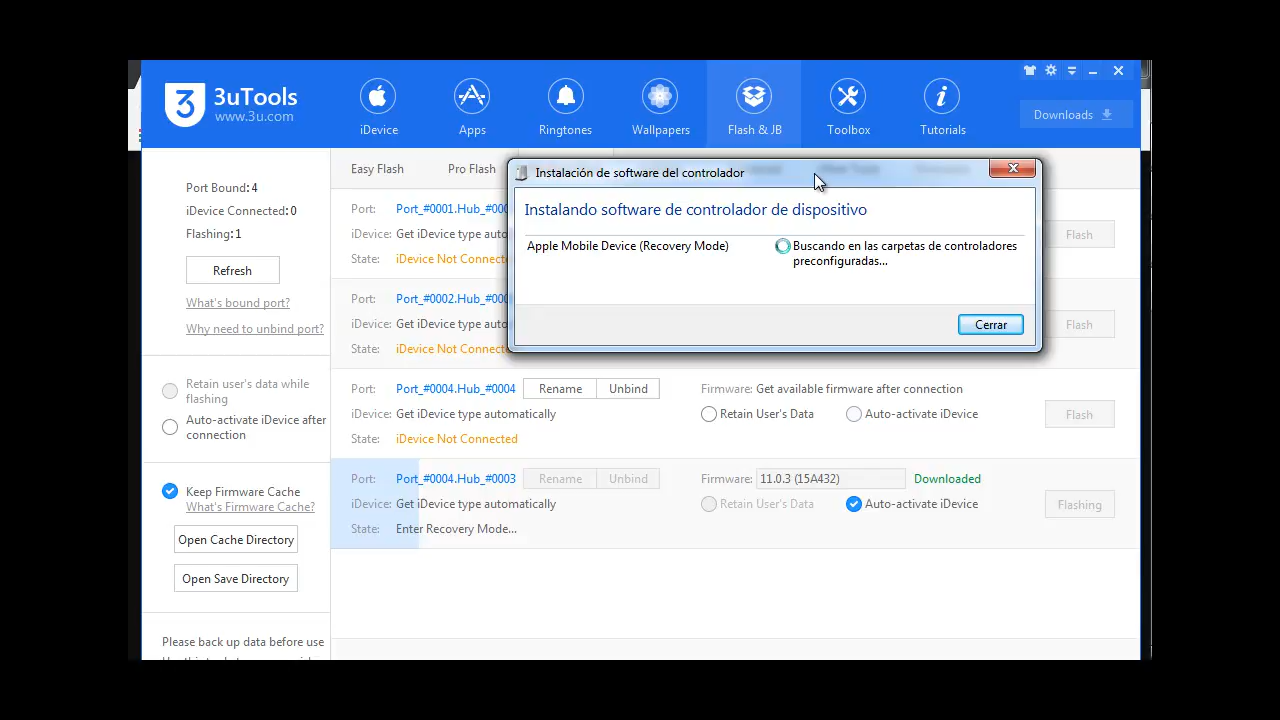 3
3uTools
www.3u.com
iDevice
Apps
Ringtones
Wallpapers
Flash & JB
Toolbox
Tutorials
Downloads
Port Bound: 4
iDevice Connected: 0
Flashing: 1
Refresh
What's bound port?
Why need to unbind port?
Retain user's data while
flashing
Auto-activate iDevice after
connection
Keep Firmware Cache
What's Firmware Cache?
Open Cache Directory
Open Save Directory
Please back up data before use
Easy Flash
Pro Flash
Instalación de software del controlador
Instalando software de controlador de dispositivo
Apple Mobile Device (Recovery Mode)
Buscando en las carpetas de controladores
preconfiguradas...
Cerrar
Port: Port_#0001.Hub_#000
iDevice: Get iDevice type auto
State: iDevice Not Connect
Flash
Port: Port_#0002.Hub_#000
iDevice: Get iDevice type auto
State: iDevice Not Connect
Flash
Port: Port_#0004.Hub_#0004 Rename Unbind Firmware: Get available firmware after connection
iDevice: Get iDevice type automatically Retain User's Data Auto-activate iDevice Flash
State: iDevice Not Connected
Port: Port_#0004.Hub_#0003 Rename Unbind Firmware: 11.0.3 (15A432) Downloaded
iDevice: Get iDevice type automatically Retain User's Data Auto-activate iDevice Flashing
State: Enter Recovery Mode...